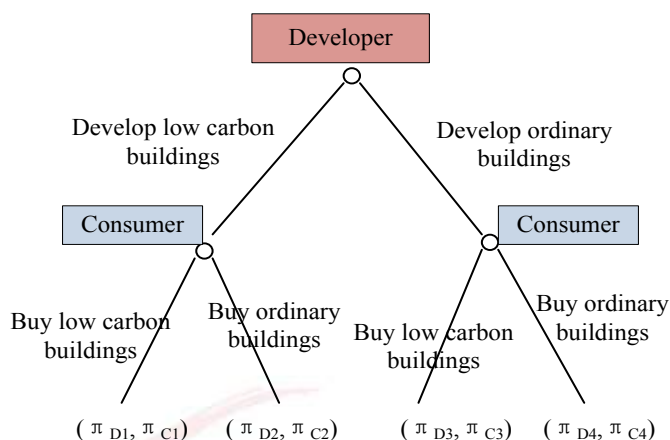 Developer
Develop low carbon
buildings
Develop ordinary
buildings
Consumer
Consumer
Buy low carbon
buildings
Buy ordinary
buildings
Buy low carbon
buildings
Buy ordinary
buildings
( π D1, π C1)
( π D2, π C2)
( π D3, π C3)
( π D4, π C4)